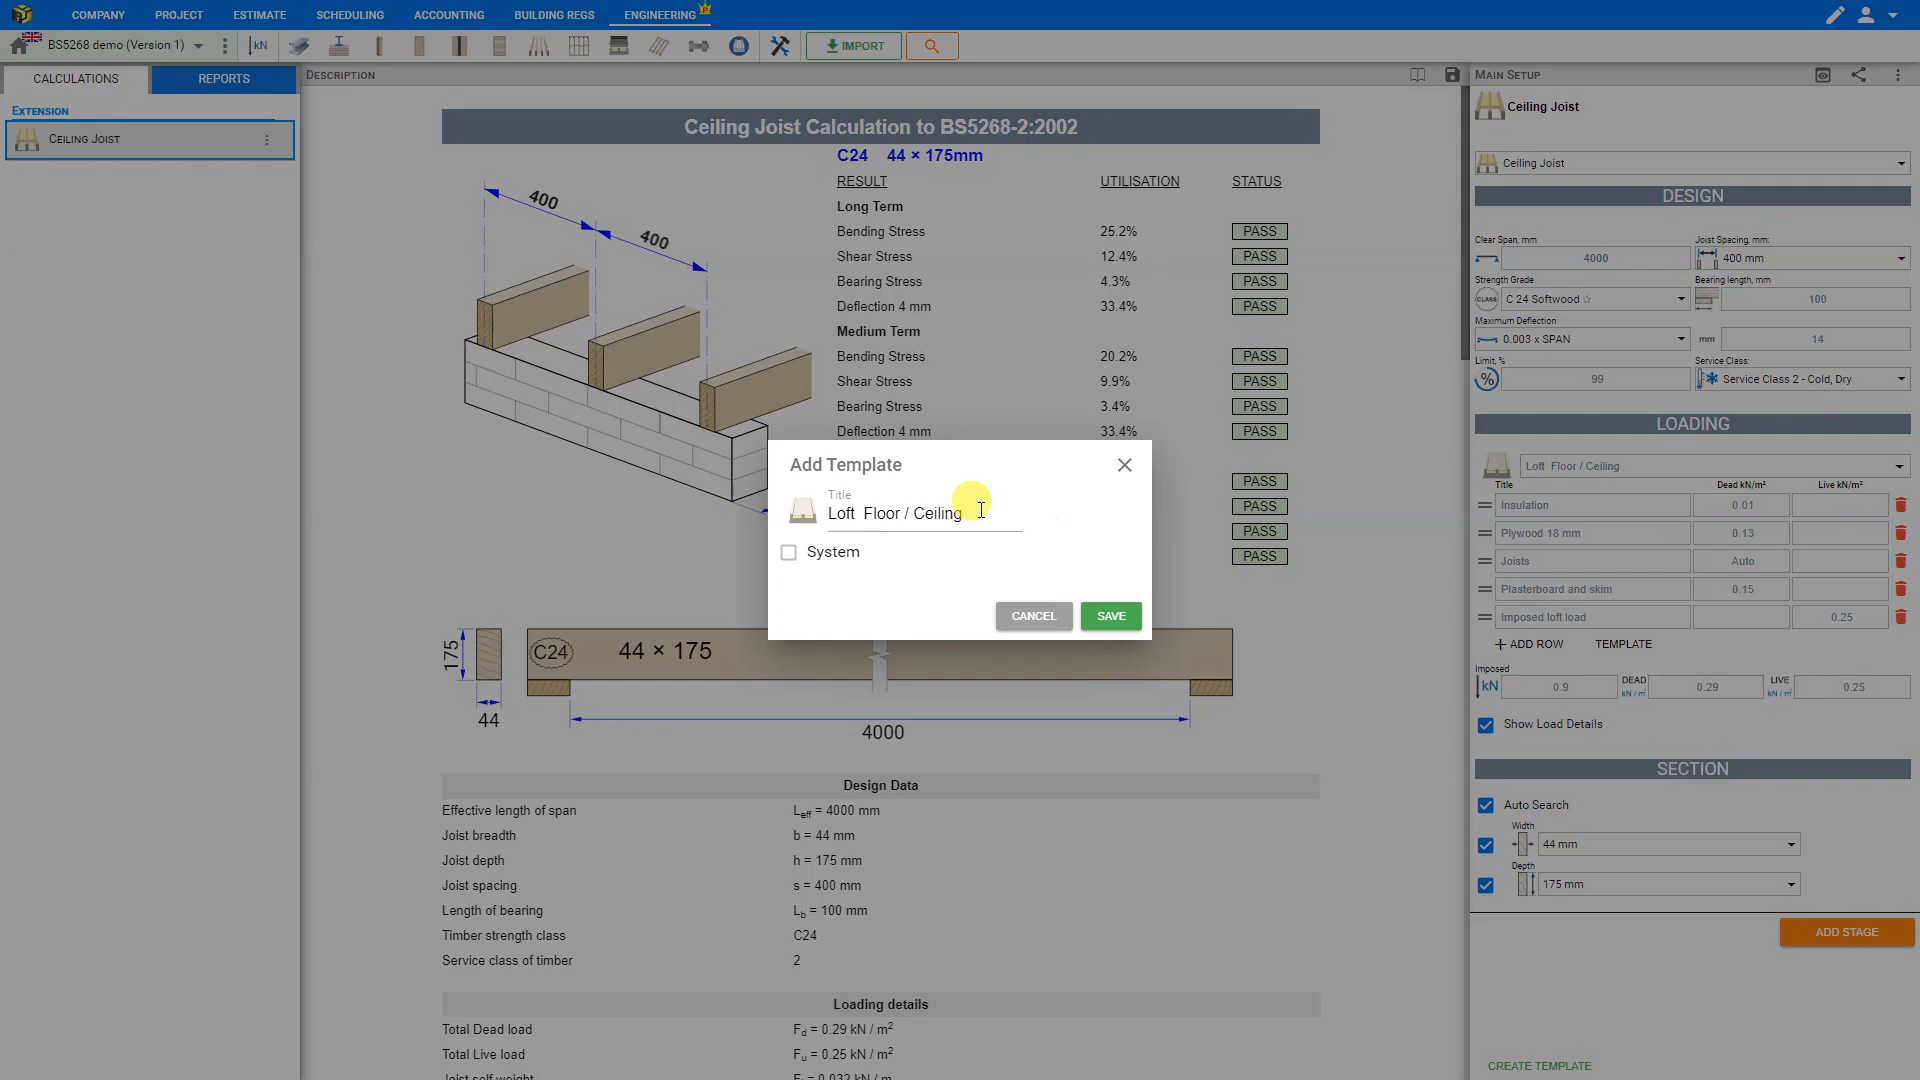 COMPANY PROJECT ESTIMATE SCHEDULING ACCOUNTING BUILDING REGS ENGINEERING
BS5268 demo (Version 1) kN IMPORT
CALCULATIONS REPORTS
EXTENSION
CEILING JOIST
DESCRIPTION
Ceiling Joist Calculation to BS5268-2:2002
C24 44 × 175mm
RESULT UTILISATION STATUS
Long Term
Bending Stress 25.2% PASS
Shear Stress 12.4% PASS
Bearing Stress 4.3% PASS
Deflection 4 mm 33.4% PASS
Medium Term
Bending Stress 20.2% PASS
Shear Stress 9.9% PASS
Bearing Stress 3.4% PASS
Deflection 4 mm 33.4% PASS
PASS
PASS
PASS
PASS
400
400
Add Template
Title
Loft Floor / Ceiling
System
CANCEL SAVE
175
C24 44 × 175
44
4000
Design Data
Effective length of span Leff = 4000 mm
Joist breadth b = 44 mm
Joist depth h = 175 mm
Joist spacing s = 400 mm
Length of bearing Lb = 100 mm
Timber strength class C24
Service class of timber 2
Loading details
Total Dead load Fd = 0.29 kN / m²
Total Live load Fu = 0.25 kN / m²
MAIN SETUP
Ceiling Joist
Ceiling Joist
DESIGN
Clear Span, mm Joist Spacing, mm:
4000 400 mm
Strength Grade Bearing length, mm
CLASS C 24 Softwood ☆ 100
Maximum Deflection
0.003 x SPAN mm 14
Limit, % Service Class:
% 99 Service Class 2 - Cold, Dry
LOADING
Loft Floor / Ceiling
Title Dead kN/m² Live kN/m²
Insulation 0.01
Plywood 18 mm 0.13
Joists Auto
Plasterboard and skim 0.15
Imposed loft load 0.25
ADD ROW TEMPLATE
Imposed
kN 0.9 DEAD kN / m² 0.29 LIVE kN / m² 0.25
Show Load Details
SECTION
Auto Search
Width
44 mm
Depth
175 mm
ADD STAGE
CREATE TEMPLATE